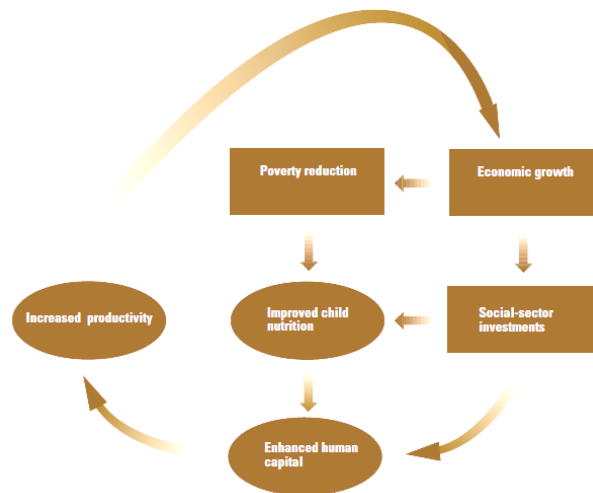 Poverty reduction
Economic growth
Increased productivity
Improved child
nutrition
Social-sector
investments
Enhanced human
capital